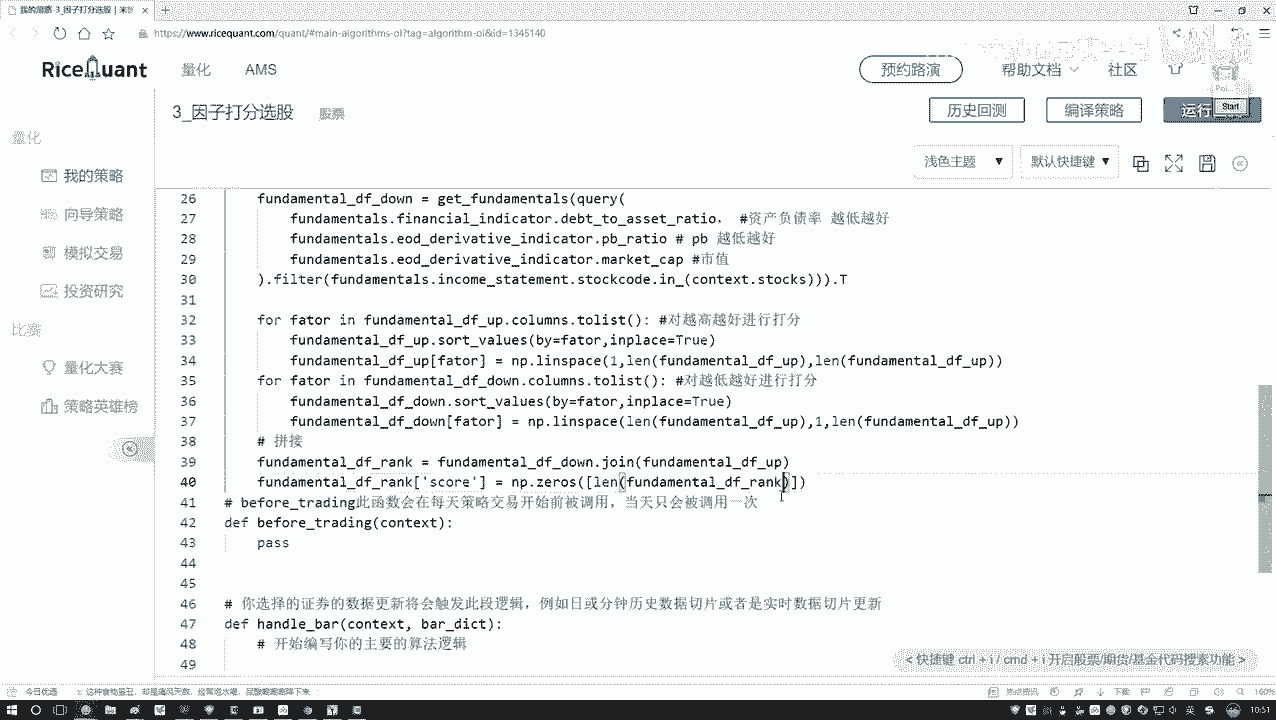 我的策略-3_因子打分选股
https://www.ricequant.com/quant/#main-algorithms-ol?tag=algorithm-ol&id=1345140
RiceQuant 量化 AMS 预约路演 帮助文档 社区
3_因子打分选股 股票 历史回测 编译策略 运行 Start
浅色主题 默认快捷键
量化
我的策略
向导策略
模拟交易
投资研究
比赛
量化大赛
策略英雄榜
26 fundamental_df_down = get_fundamentals(query(
27 fundamentals.financial_indicator.debt_to_asset_ratio, #资产负债率 越低越好
28 fundamentals.eod_derivative_indicator.pb_ratio # pb 越低越好
29 fundamentals.eod_derivative_indicator.market_cap #市值
30 ).filter(fundamentals.income_statement.stockcode.in_(context.stocks))).T
31
32 for fator in fundamental_df_up.columns.tolist(): #对越高越好进行打分
33 fundamental_df_up.sort_values(by=fator,inplace=True)
34 fundamental_df_up[fator] = np.linspace(1,len(fundamental_df_up),len(fundamental_df_up))
35 for fator in fundamental_df_down.columns.tolist(): #对越低越好进行打分
36 fundamental_df_down.sort_values(by=fator,inplace=True)
37 fundamental_df_down[fator] = np.linspace(len(fundamental_df_up),1,len(fundamental_df_up))
38 # 拼接
39 fundamental_df_rank = fundamental_df_down.join(fundamental_df_up)
40 fundamental_df_rank['score'] = np.zeros([len(fundamental_df_rank)])
41 # before_trading此函数会在每天策略交易开始前被调用，当天只会被调用一次
42 def before_trading(context):
43 pass
44
45
46 # 你选择的证券的数据更新将会触发此段逻辑，例如日或分钟历史数据切片或者是实时数据切片更新
47 def handle_bar(context, bar_dict):
48 # 开始编写你的主要的算法逻辑
49
< 快捷键 ctrl + i / cmd + i 开启股票/期货/基金代码搜索功能 >
今日优选 热点资讯 下载 160%
英 10:51